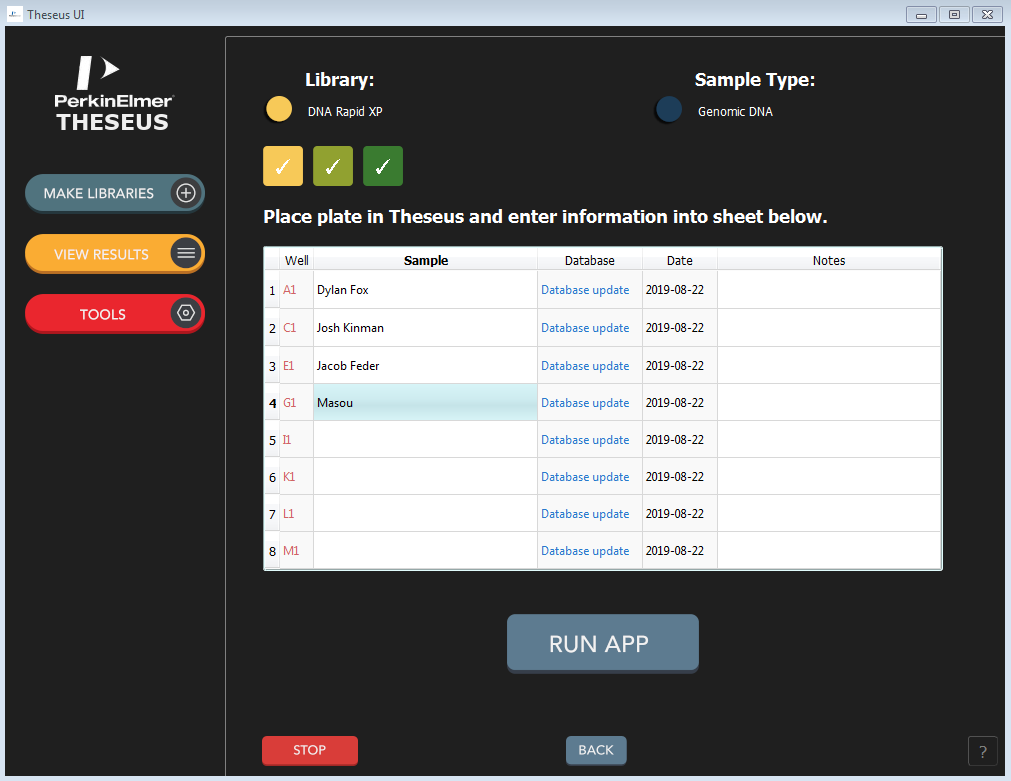 Theseus UI
PerkinElmer®
THESEUS
MAKE LIBRARIES
VIEW RESULTS
TOOLS
Library: Sample Type:
DNA Rapid XP Genomic DNA
Place plate in Theseus and enter information into sheet below.
Well Sample Database Date Notes
1 A1 Dylan Fox Database update 2019-08-22
2 C1 Josh Kinman Database update 2019-08-22
3 E1 Jacob Feder Database update 2019-08-22
4 G1 Masou Database update 2019-08-22
5 I1 Database update 2019-08-22
6 K1 Database update 2019-08-22
7 L1 Database update 2019-08-22
8 M1 Database update 2019-08-22
RUN APP
STOP BACK ?